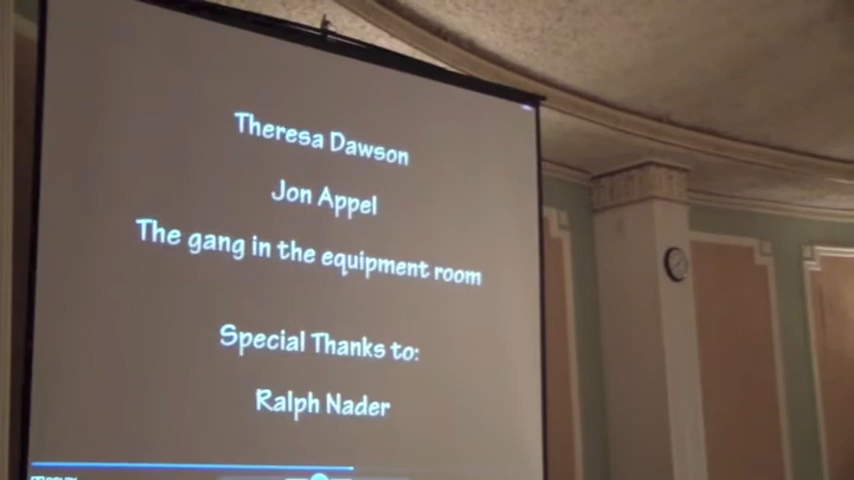 Theresa Dawson
Jon Appel
The gang in the equipment room
Special Thanks to:
Ralph Nader